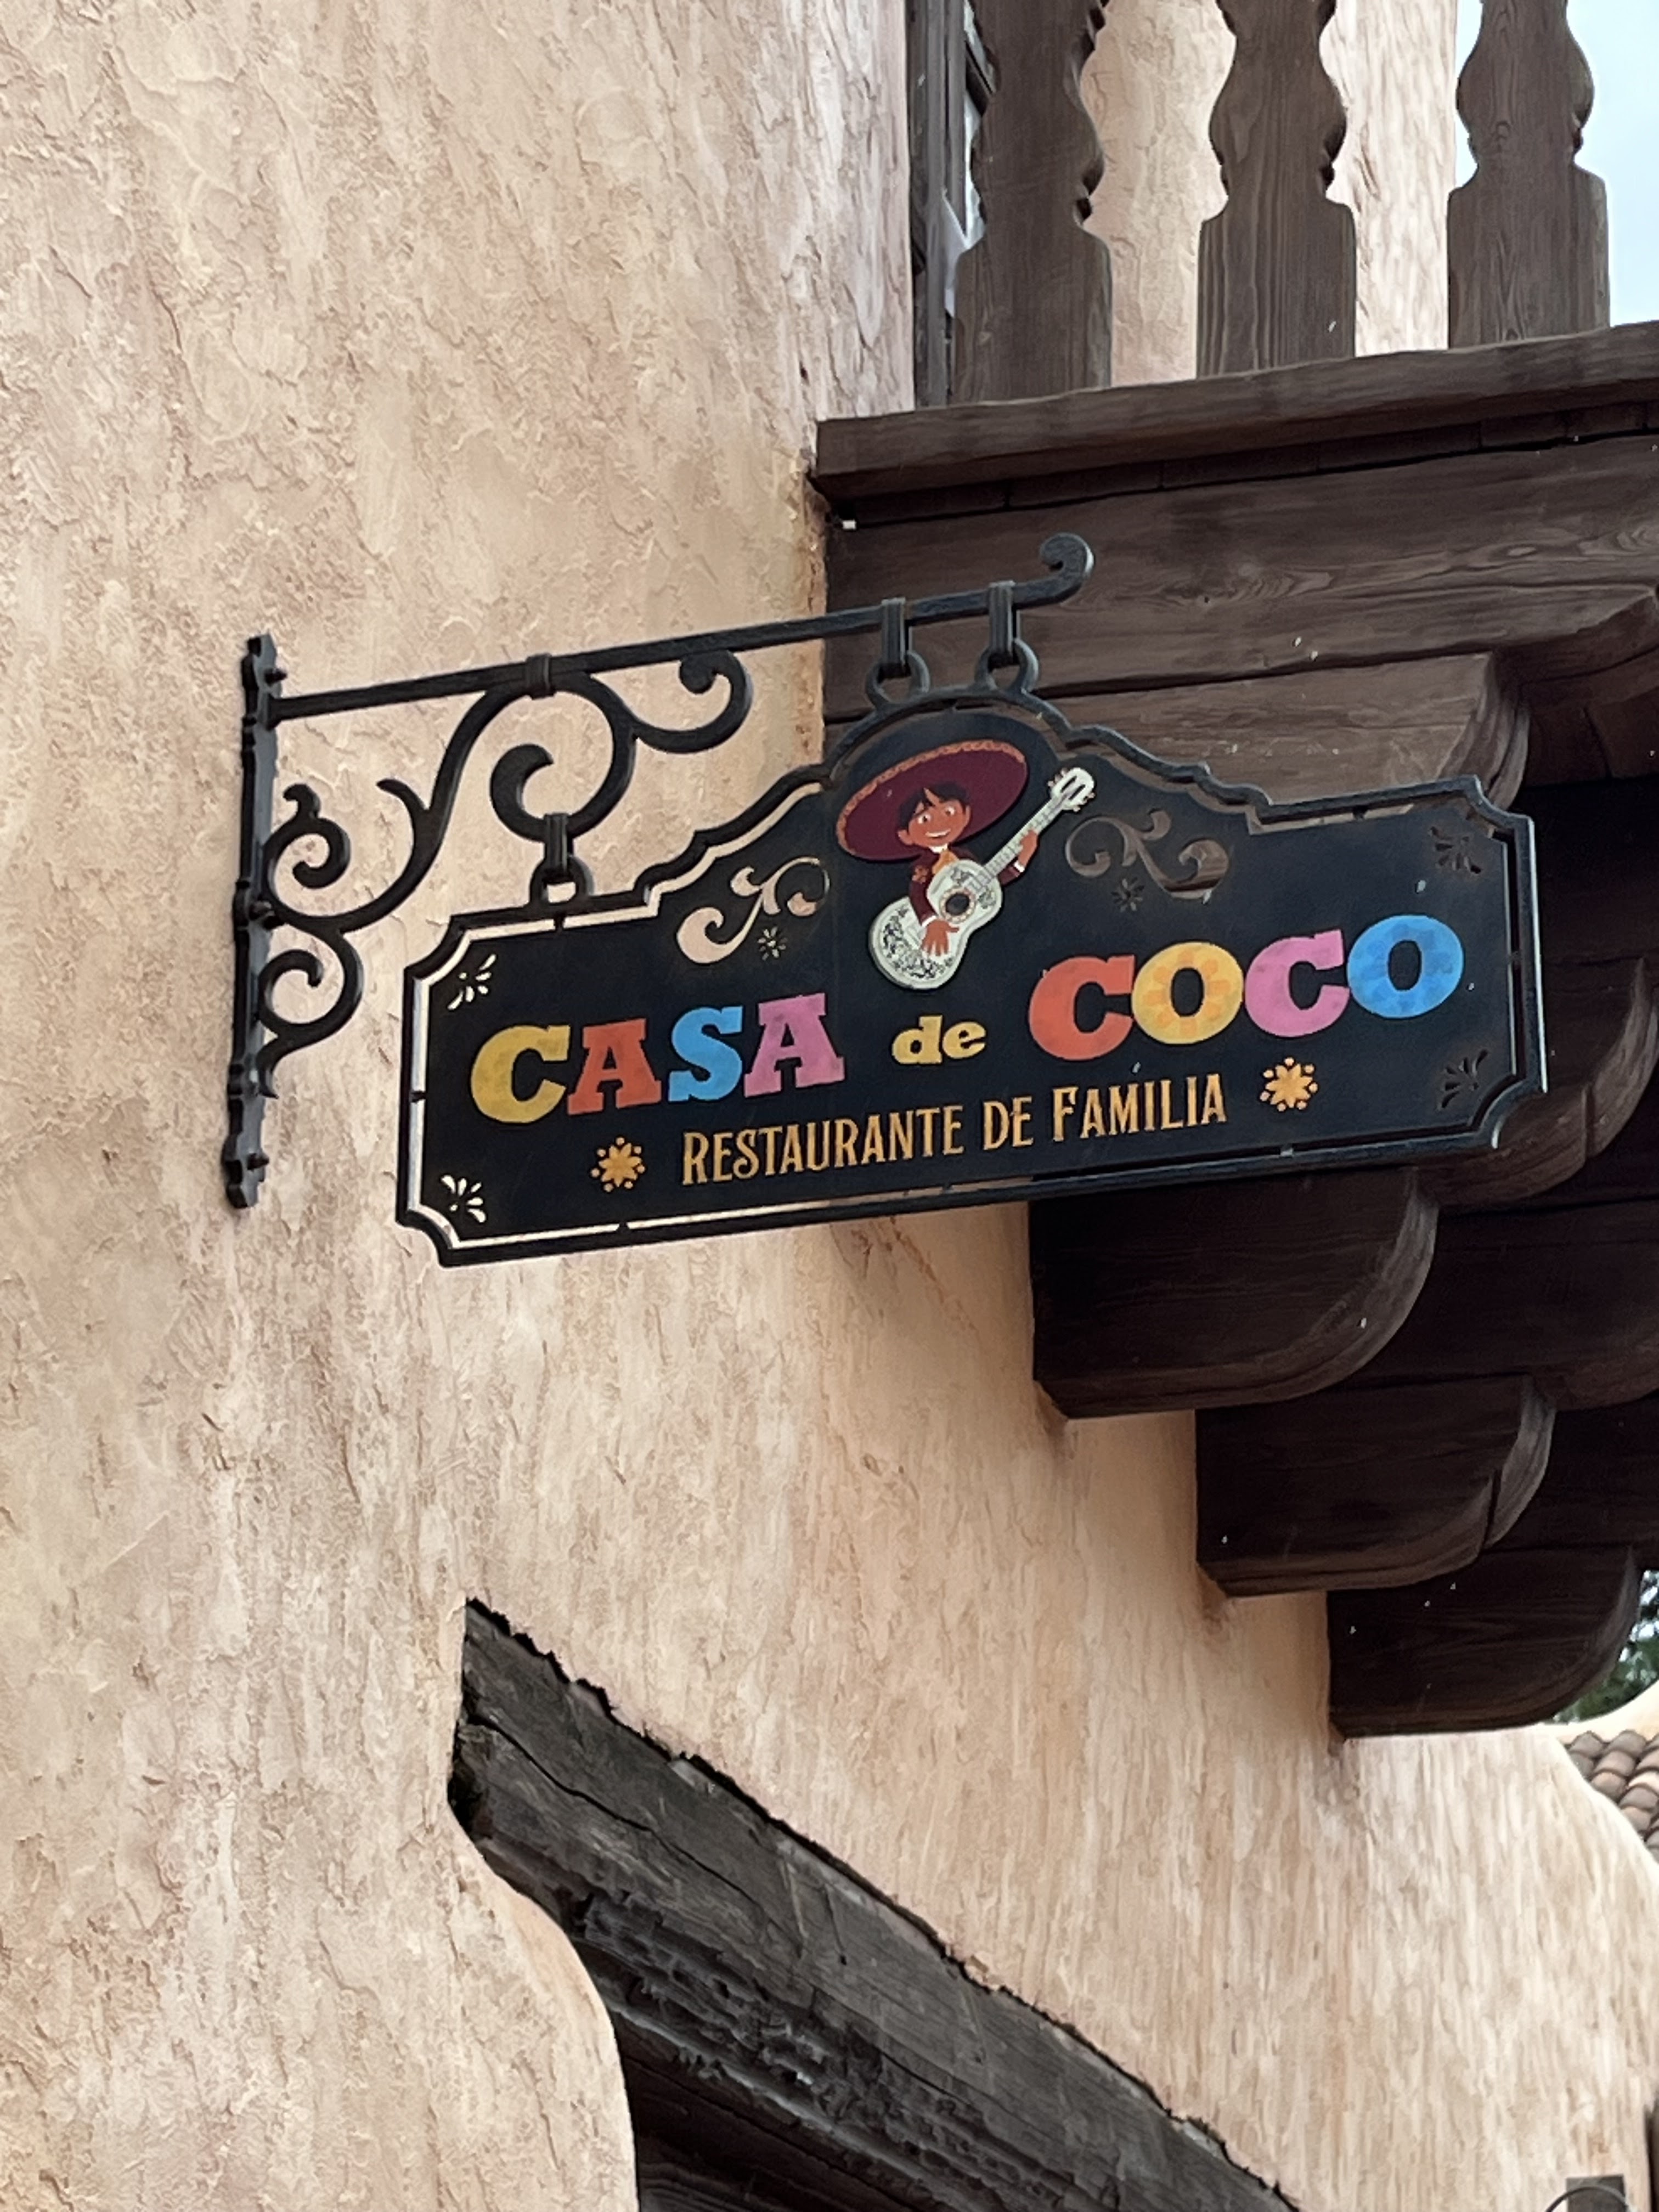 CASA de COCO
RESTAURANTE DE FAMILIA